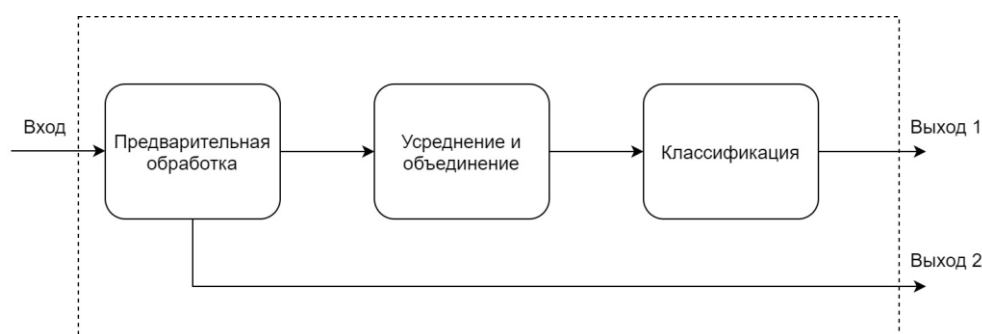 Вход
Предварительная
обработка
Усреднение и
объединение
Классификация
Выход 1
Выход 2